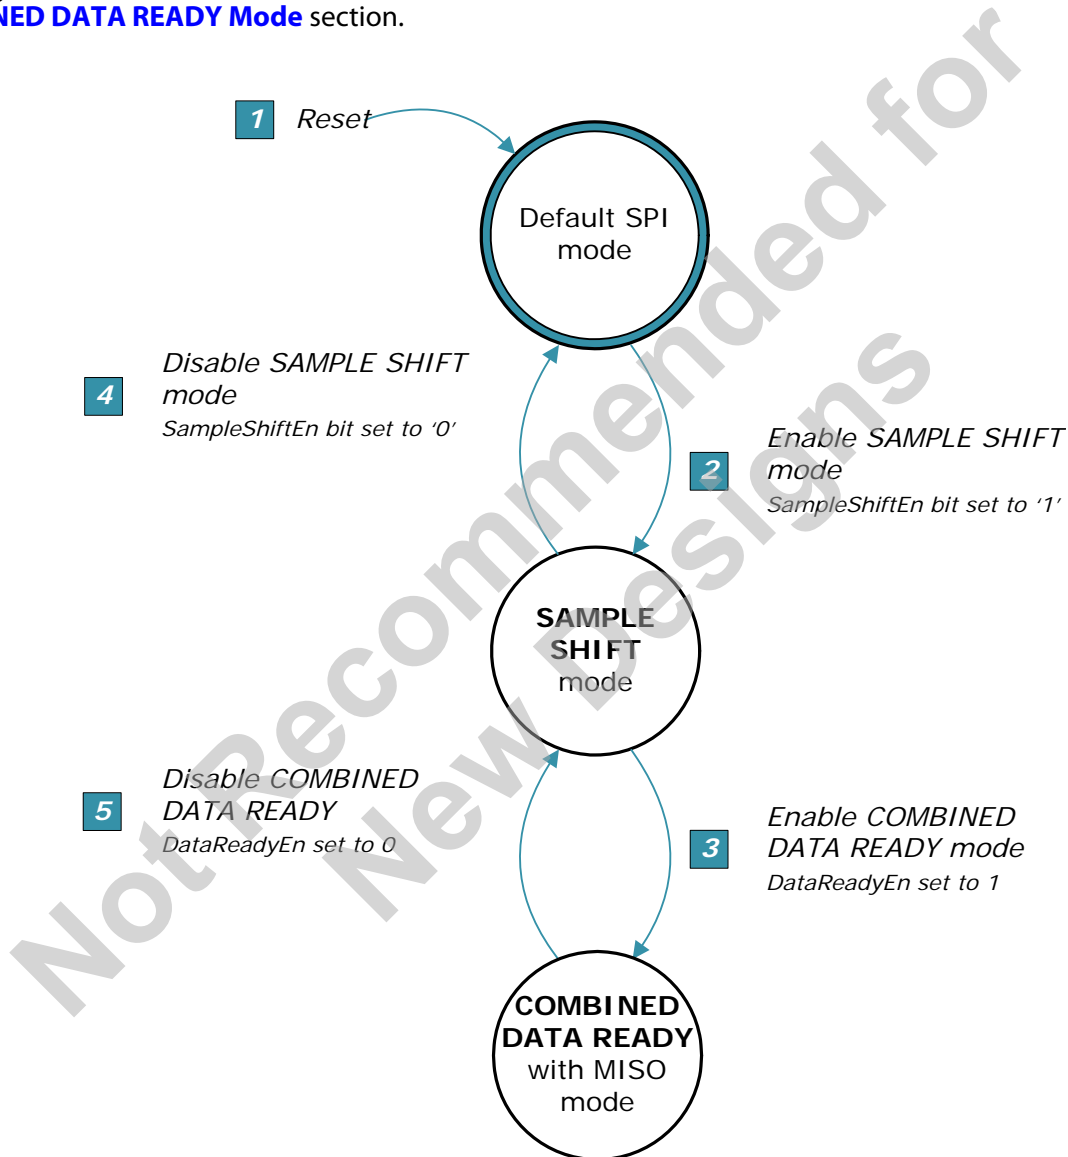 NED DATA READY Mode section.
1 Reset
Default SPI
mode
4
Disable SAMPLE SHIFT
mode
SampleShiftEn bit set to ‘0’
2
Enable SAMPLE SHIFT
mode
SampleShiftEn bit set to ‘1’
SAMPLE
SHIFT
mode
5
Disable COMBINED
DATA READY
DataReadyEn set to 0
3
Enable COMBINED
DATA READY mode
DataReadyEn set to 1
COMBINED
DATA READY
with MISO
mode
Not Recommended for
New Designs